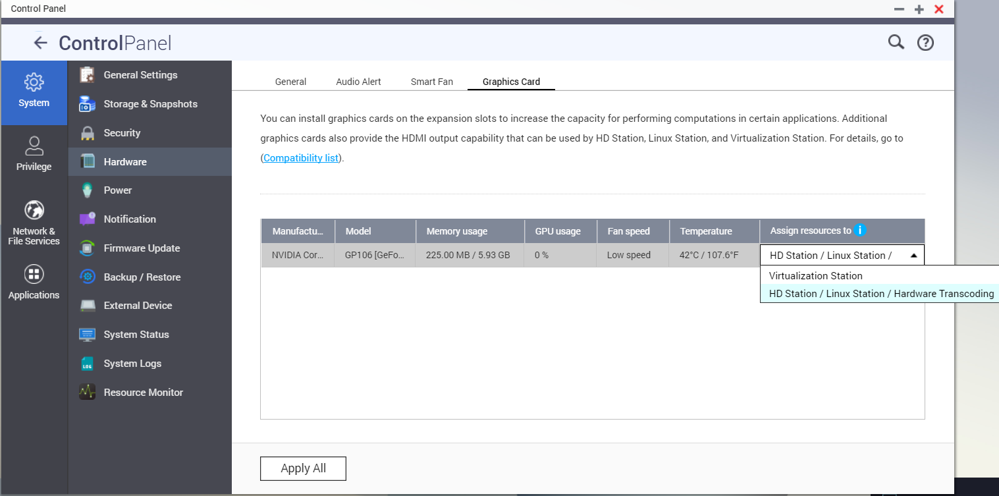 Control Panel
ControlPanel
System
Privilege
Network &
File Services
Applications
General Settings
Storage & Snapshots
Security
Hardware
Power
Notification
Firmware Update
Backup / Restore
External Device
System Status
LOG
System Logs
Resource Monitor
General
Audio Alert
Smart Fan
Graphics Card
You can install graphics cards on the expansion slots to increase the capacity for performing computations in certain applications. Additional
graphics cards also provide the HDMI output capability that can be used by HD Station, Linux Station, and Virtualization Station. For details, go to
(Compatibility list).
Manufactu... Model Memory usage GPU usage Fan speed Temperature Assign resources to i
NVIDIA Cor... GP106 [GeFo... 225.00 MB / 5.93 GB 0 % Low speed 42°C / 107.6°F HD Station / Linux Station /
Virtualization Station
HD Station / Linux Station / Hardware Transcoding
Apply All